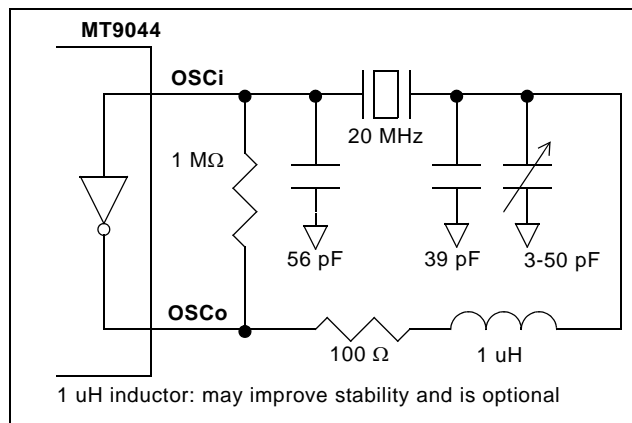 MT9044
OSCi
20 MHz
1 MΩ
56 pF
39 pF
3-50 pF
OSCo
100 Ω
1 uH
1 uH inductor: may improve stability and is optional